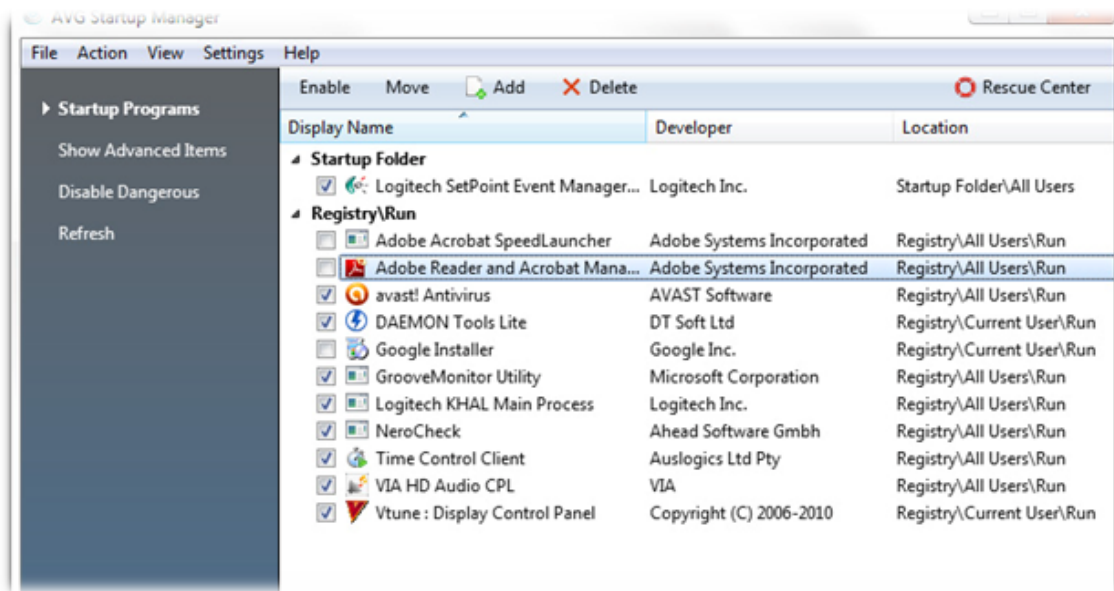 AVG Startup Manager
File Action View Settings Help
Enable Move Add Delete Rescue Center
Startup Programs
Show Advanced Items
Disable Dangerous
Refresh
Display Name Developer Location
Startup Folder
Logitech SetPoint Event Manager... Logitech Inc. Startup Folder\All Users
Registry\Run
Adobe Acrobat SpeedLauncher Adobe Systems Incorporated Registry\All Users\Run
Adobe Reader and Acrobat Mana... Adobe Systems Incorporated Registry\All Users\Run
avast! Antivirus AVAST Software Registry\All Users\Run
DAEMON Tools Lite DT Soft Ltd Registry\Current User\Run
Google Installer Google Inc. Registry\Current User\Run
GrooveMonitor Utility Microsoft Corporation Registry\All Users\Run
Logitech KHAL Main Process Logitech Inc. Registry\All Users\Run
NeroCheck Ahead Software Gmbh Registry\All Users\Run
Time Control Client Auslogics Ltd Pty Registry\All Users\Run
VIA HD Audio CPL VIA Registry\All Users\Run
Vtune : Display Control Panel Copyright (C) 2006-2010 Registry\Current User\Run